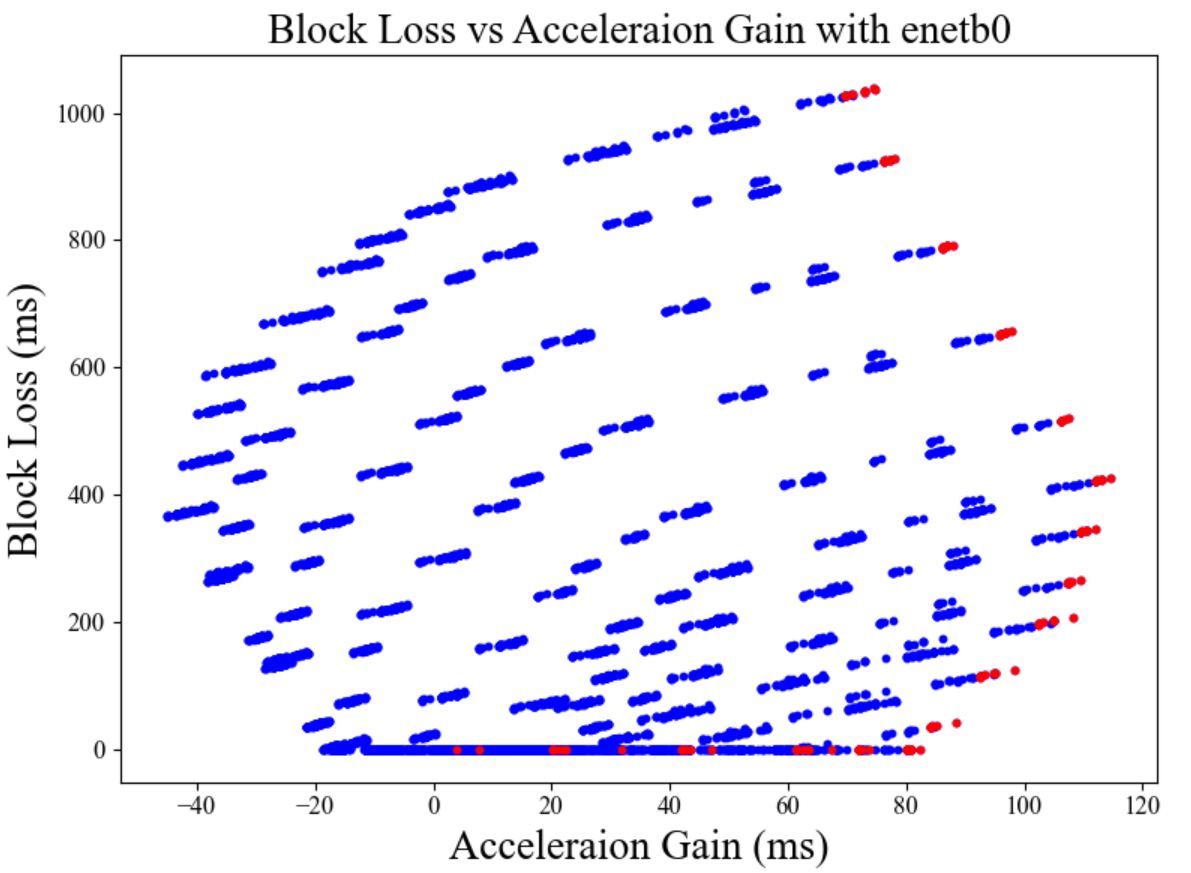 Block Loss vs Acceleraion Gain with enetb0
Block Loss (ms)
1000
800
600
400
200
0
−40 −20 0 20 40 60 80 100 120
Acceleraion Gain (ms)